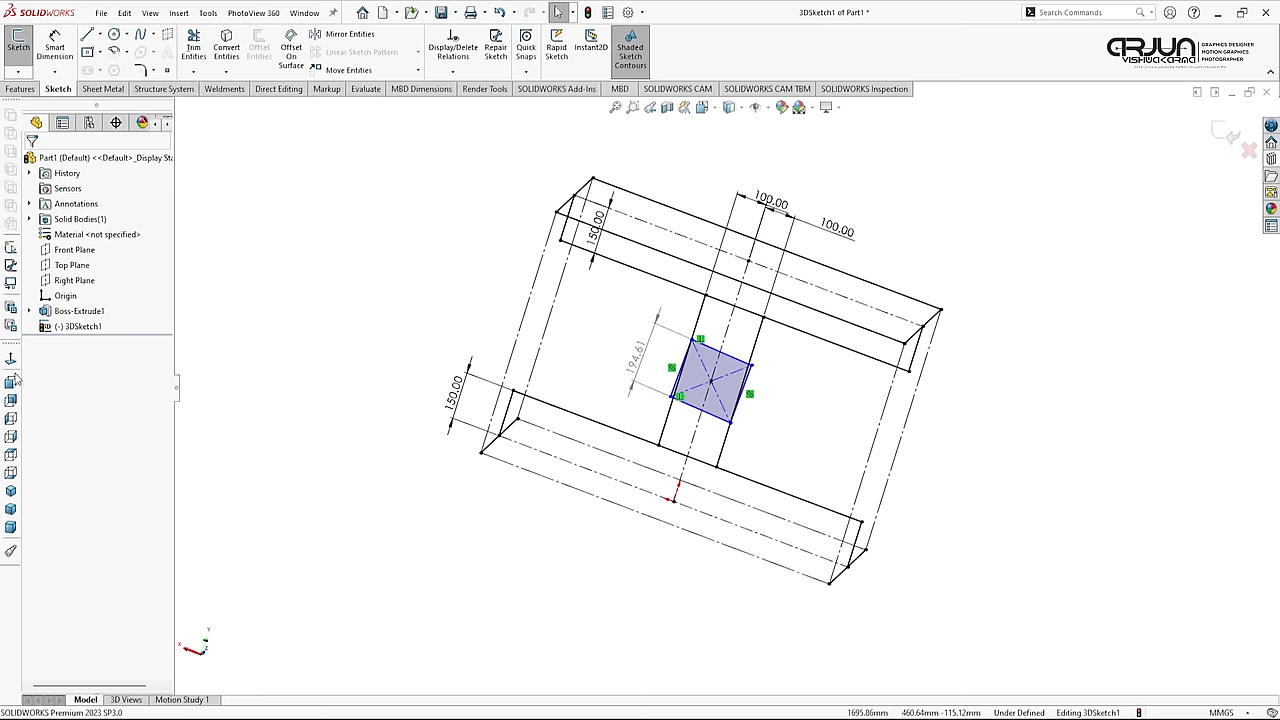 SOLIDWORKS
File Edit View Insert Tools PhotoView 360 Window
3DSketch1 of Part1 *
Search Commands
Sketch
Smart Dimension
Trim Entities
Convert Entities
Offset Entities
Offset On Surface
Mirror Entities
Linear Sketch Pattern
Move Entities
Display/Delete Relations
Repair Sketch
Quick Snaps
Rapid Sketch
Instant2D
Shaded Sketch Contours
ARJUN
VISHWAKARMA
GRAPHICS DESIGNER
MOTION GRAPHICS
PHOTOGRAPHER
Features Sketch Sheet Metal Structure System Weldments Direct Editing Markup Evaluate MBD Dimensions Render Tools SOLIDWORKS Add-Ins MBD SOLIDWORKS CAM SOLIDWORKS CAM TBM SOLIDWORKS Inspection
Part1 (Default) <<Default>_Display Sta
History
Sensors
Annotations
Solid Bodies(1)
Material <not specified>
Front Plane
Top Plane
Right Plane
Origin
Boss-Extrude1
(-) 3DSketch1
100.00
100.00
150.00
194.61
150.00
Y
X
Z
Model 3D Views Motion Study 1
SOLIDWORKS Premium 2023 SP3.0
1695.86mm 460.64mm -115.12mm Under Defined Editing 3DSketch1 MMGS